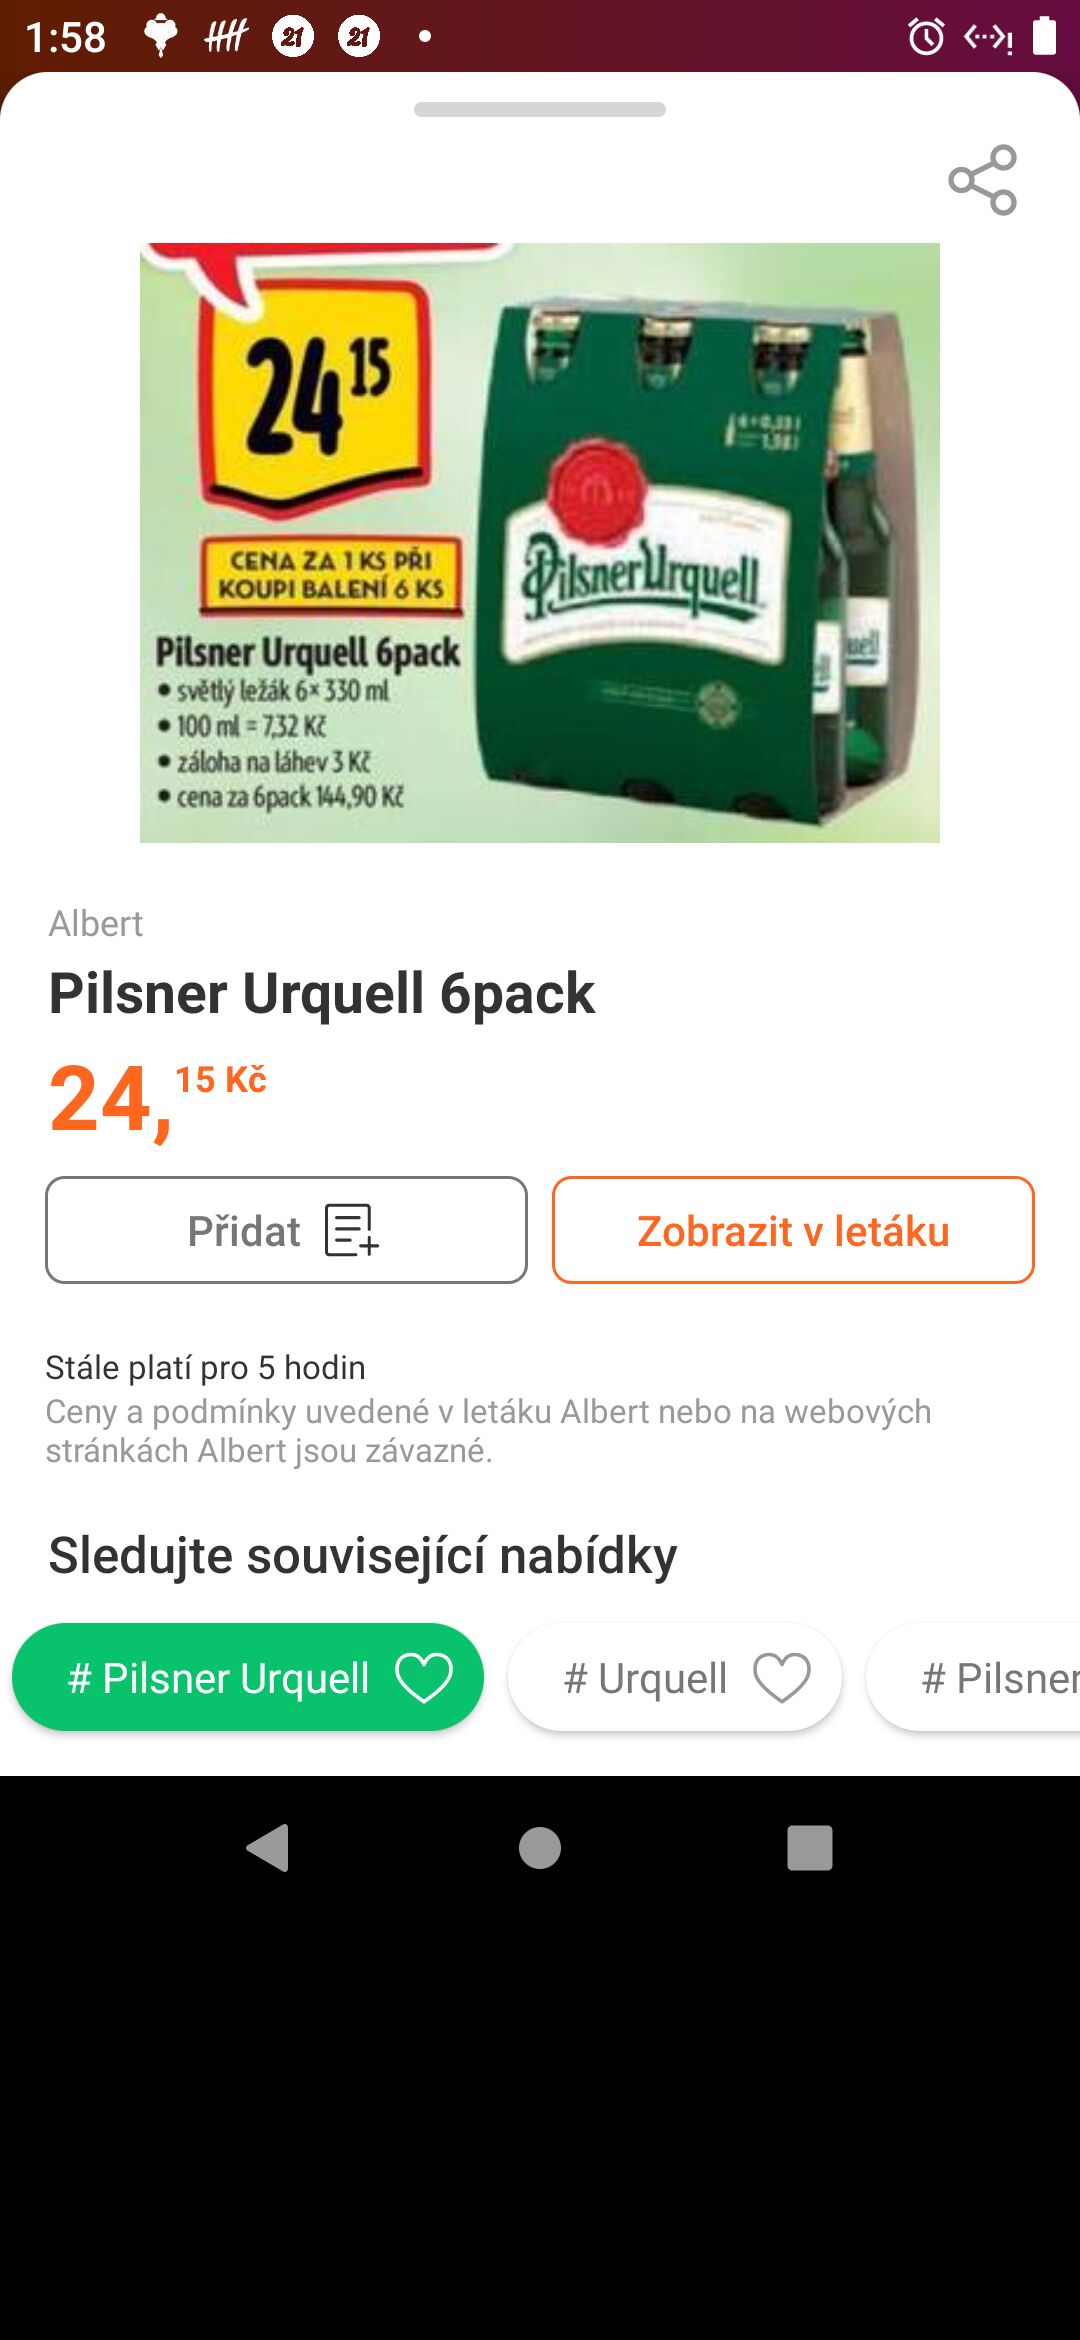 1:58
21
21
24 15
CENA ZA 1 KS PŘI
KOUPI BALENÍ 6 KS
Pilsner Urquell 6pack
• světlý ležák 6× 330 ml
• 100 ml = 7,32 Kč
• záloha na láhev 3 Kč
• cena za 6pack 144,90 Kč
Pilsner Urquell
Albert
Pilsner Urquell 6pack
24,15 Kč
Přidat
Zobrazit v letáku
Stále platí pro 5 hodin
Ceny a podmínky uvedené v letáku Albert nebo na webových
stránkách Albert jsou závazné.
Sledujte související nabídky
# Pilsner Urquell
# Urquell
# Pilsner